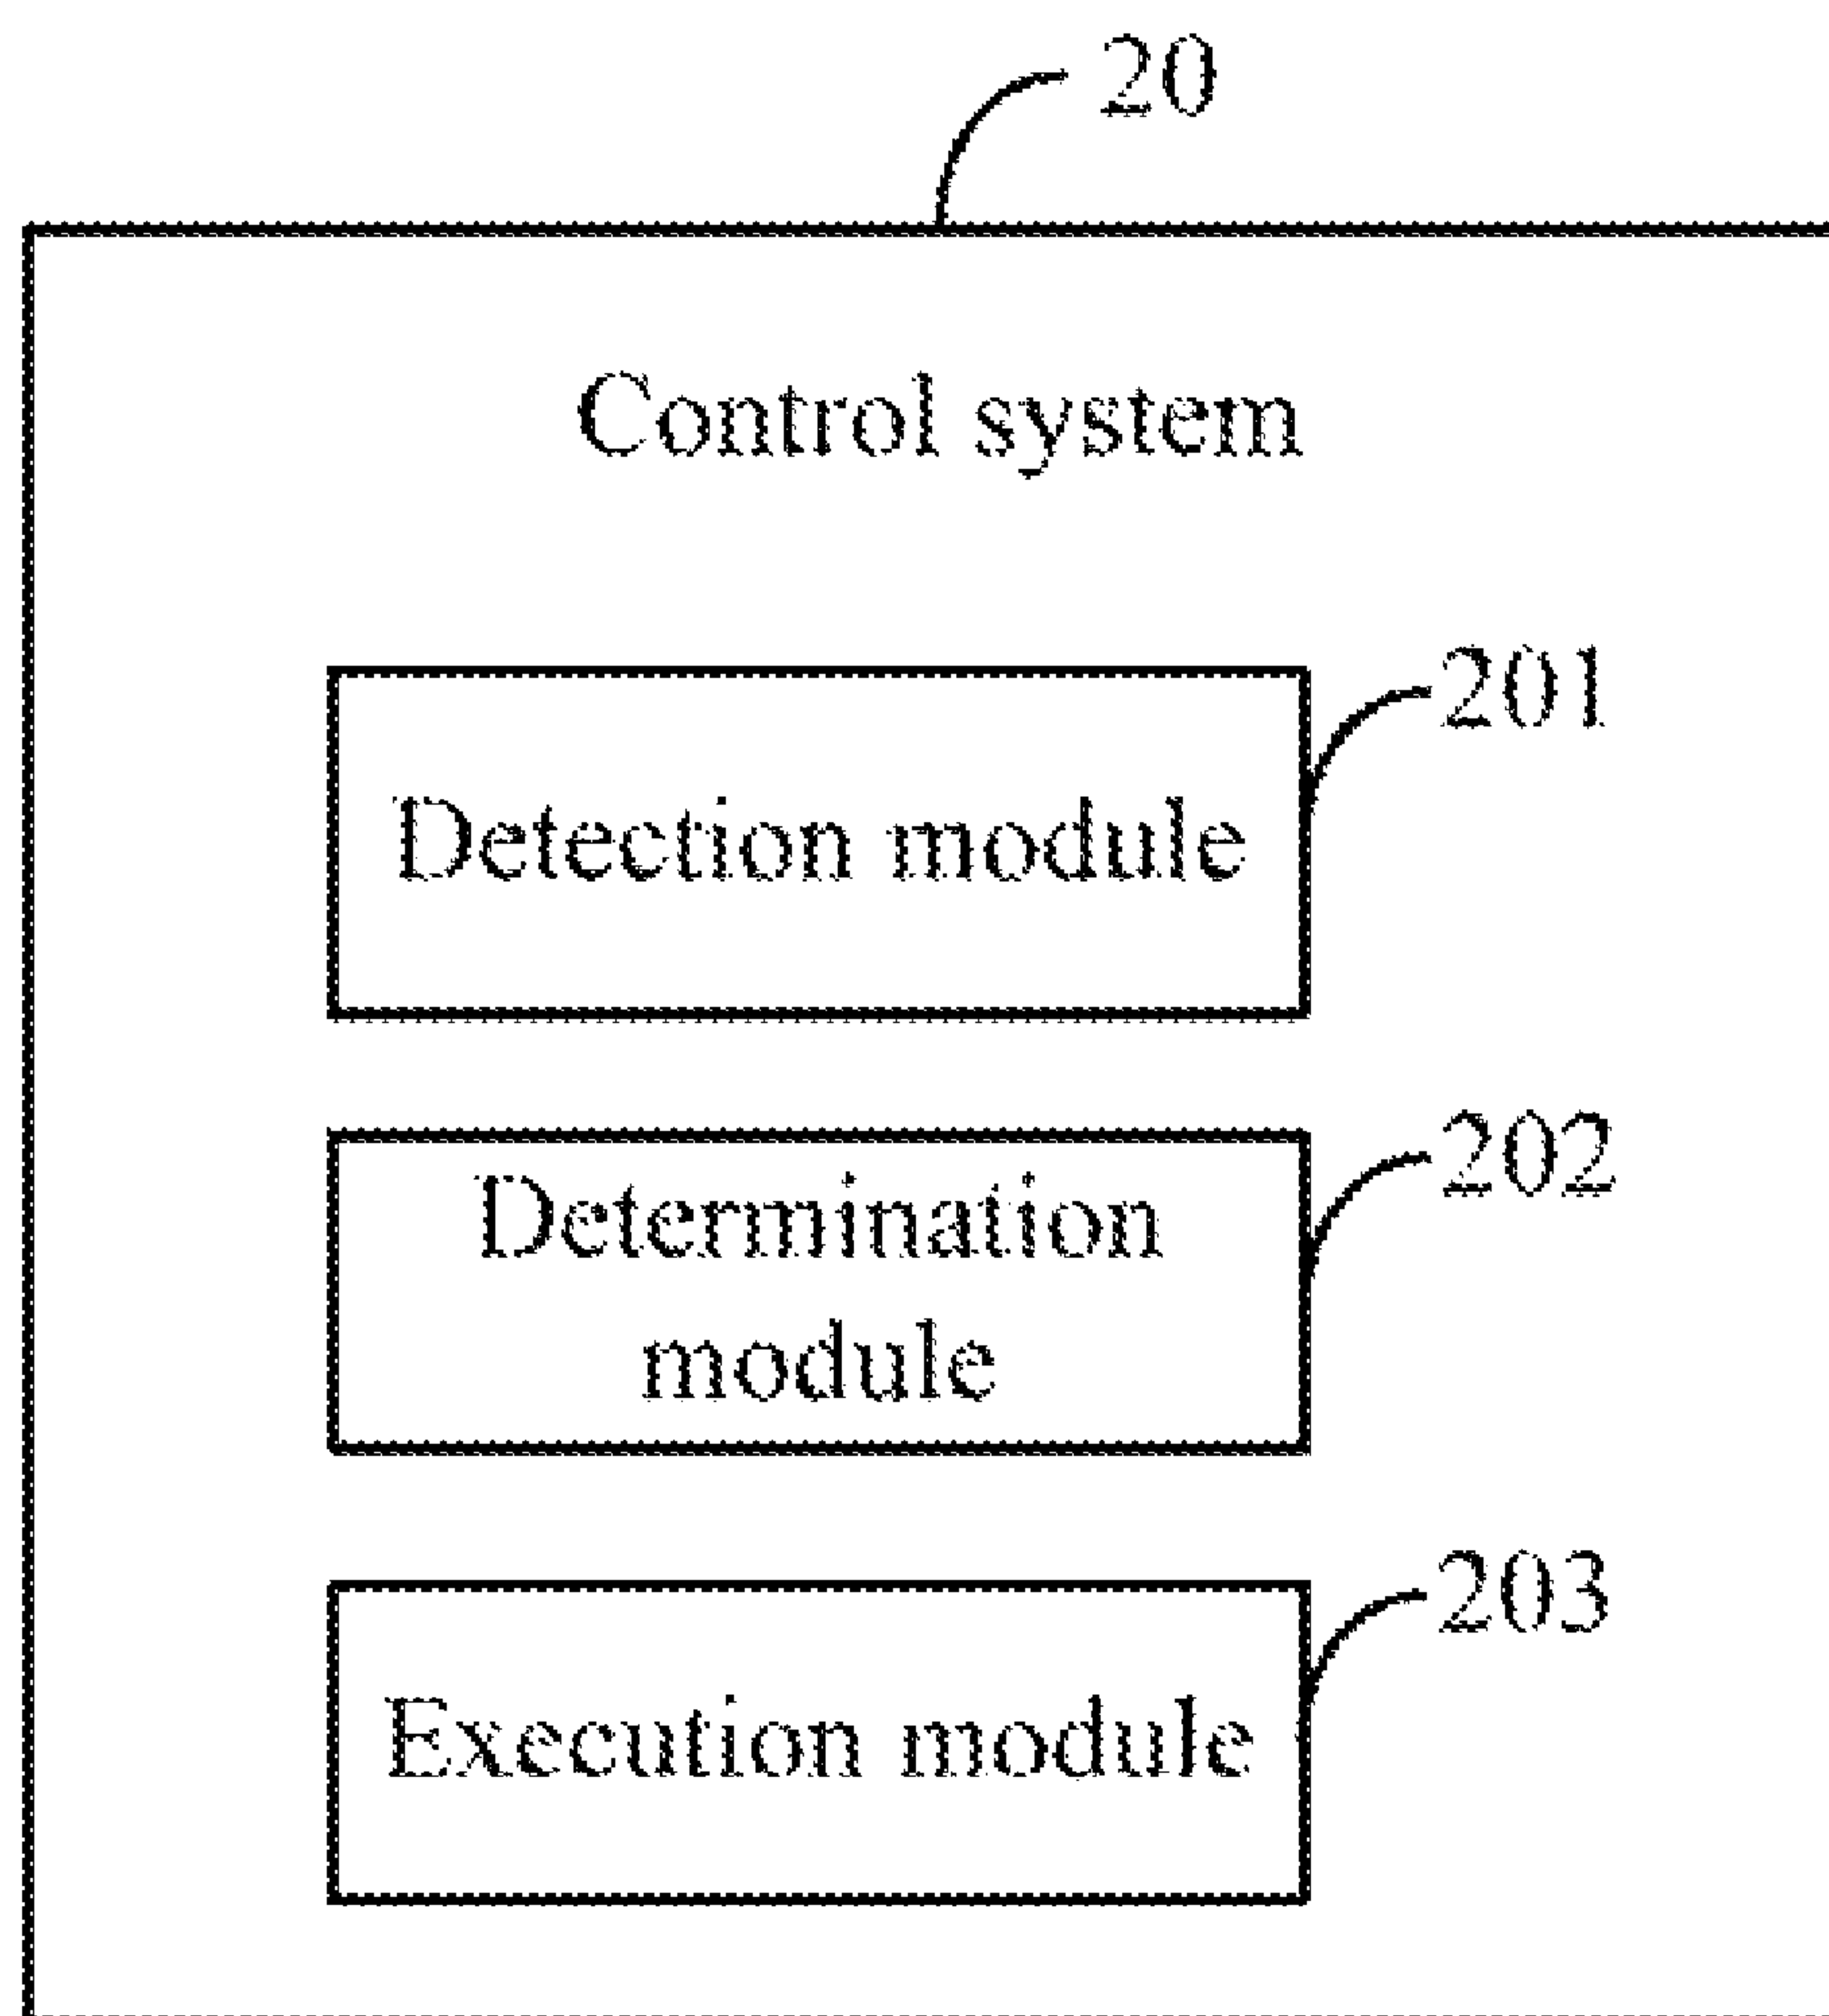 20
Control system
201
Detection module
202
Determination
module
203
Execution module